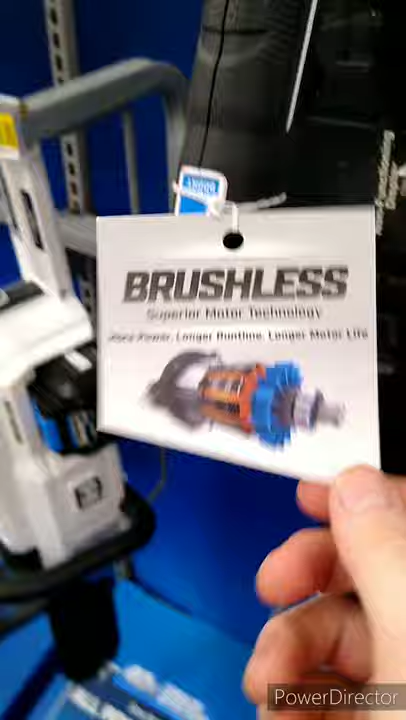 BRUSHLESS
Superior Motor Technology
More Power, Longer Runtime, Longer Motor Life
PowerDirector